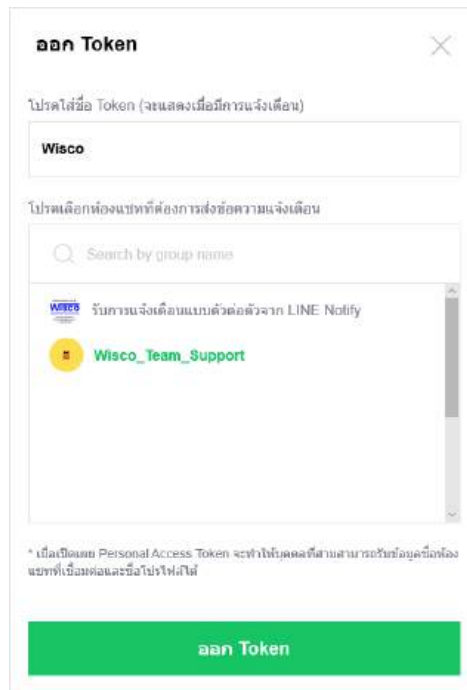 ออก Token
โปรดใส่ชื่อ Token (จะแสดงเมื่อมีการแจ้งเตือน)
Wisco
โปรดเลือกห้องแชทที่ต้องการส่งข้อความแจ้งเตือน
Search by group name
Wisco
รับการแจ้งเตือนแบบตัวต่อตัวจาก LINE Notify
Wisco_Team_Support
* เมื่อเปิดเผย Personal Access Token จะทำให้บุคคลที่สามสามารถรับข้อมูลชื่อห้อง
แชทที่เชื่อมต่อและชื่อโปรไฟล์ได้
ออก Token